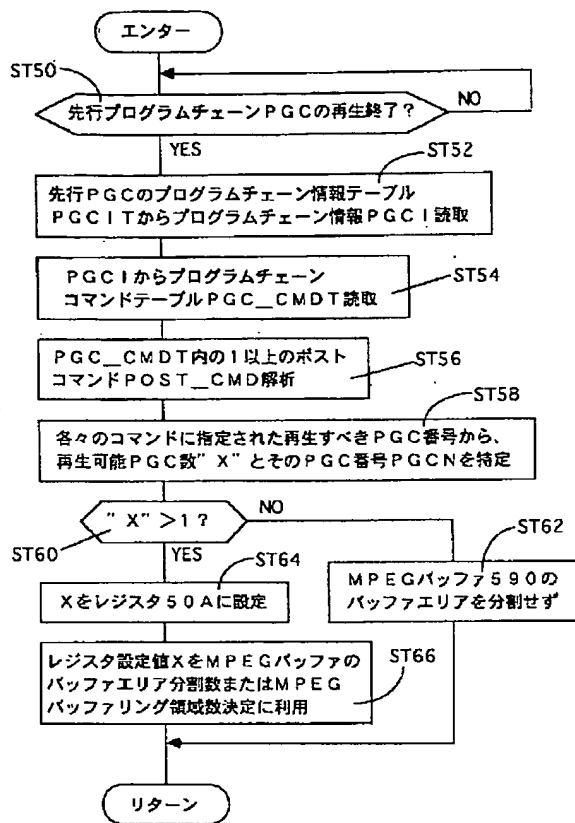 エンター
ST50
先行プログラムチェーンPGCの再生終了？
NO
YES
ST52
先行PGCのプログラムチェーン情報テーブル
PGCITからプログラムチェーン情報PGCI読取
PGCIからプログラムチェーン
コマンドテーブルPGC_CMDT読取
ST54
PGC_CMDT内の1以上のポスト
コマンドPOST_CMD解析
ST56
ST58
各々のコマンドに指定された再生すべきPGC番号から、
再生可能PGC数"X"とそのPGC番号PGCNを特定
"X">1？
NO
ST60
YES
ST62
ST64
MPEGバッファ590の
バッファエリアを分割せず
Xをレジスタ50Aに設定
レジスタ設定値XをMPEGバッファの
バッファエリア分割数またはMPEG
バッファリング領域数決定に利用
ST66
リターン